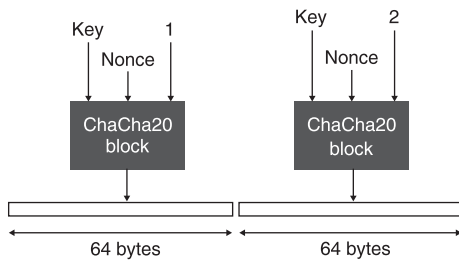 Key
1
Nonce
ChaCha20
block
64 bytes
Key
2
Nonce
ChaCha20
block
64 bytes